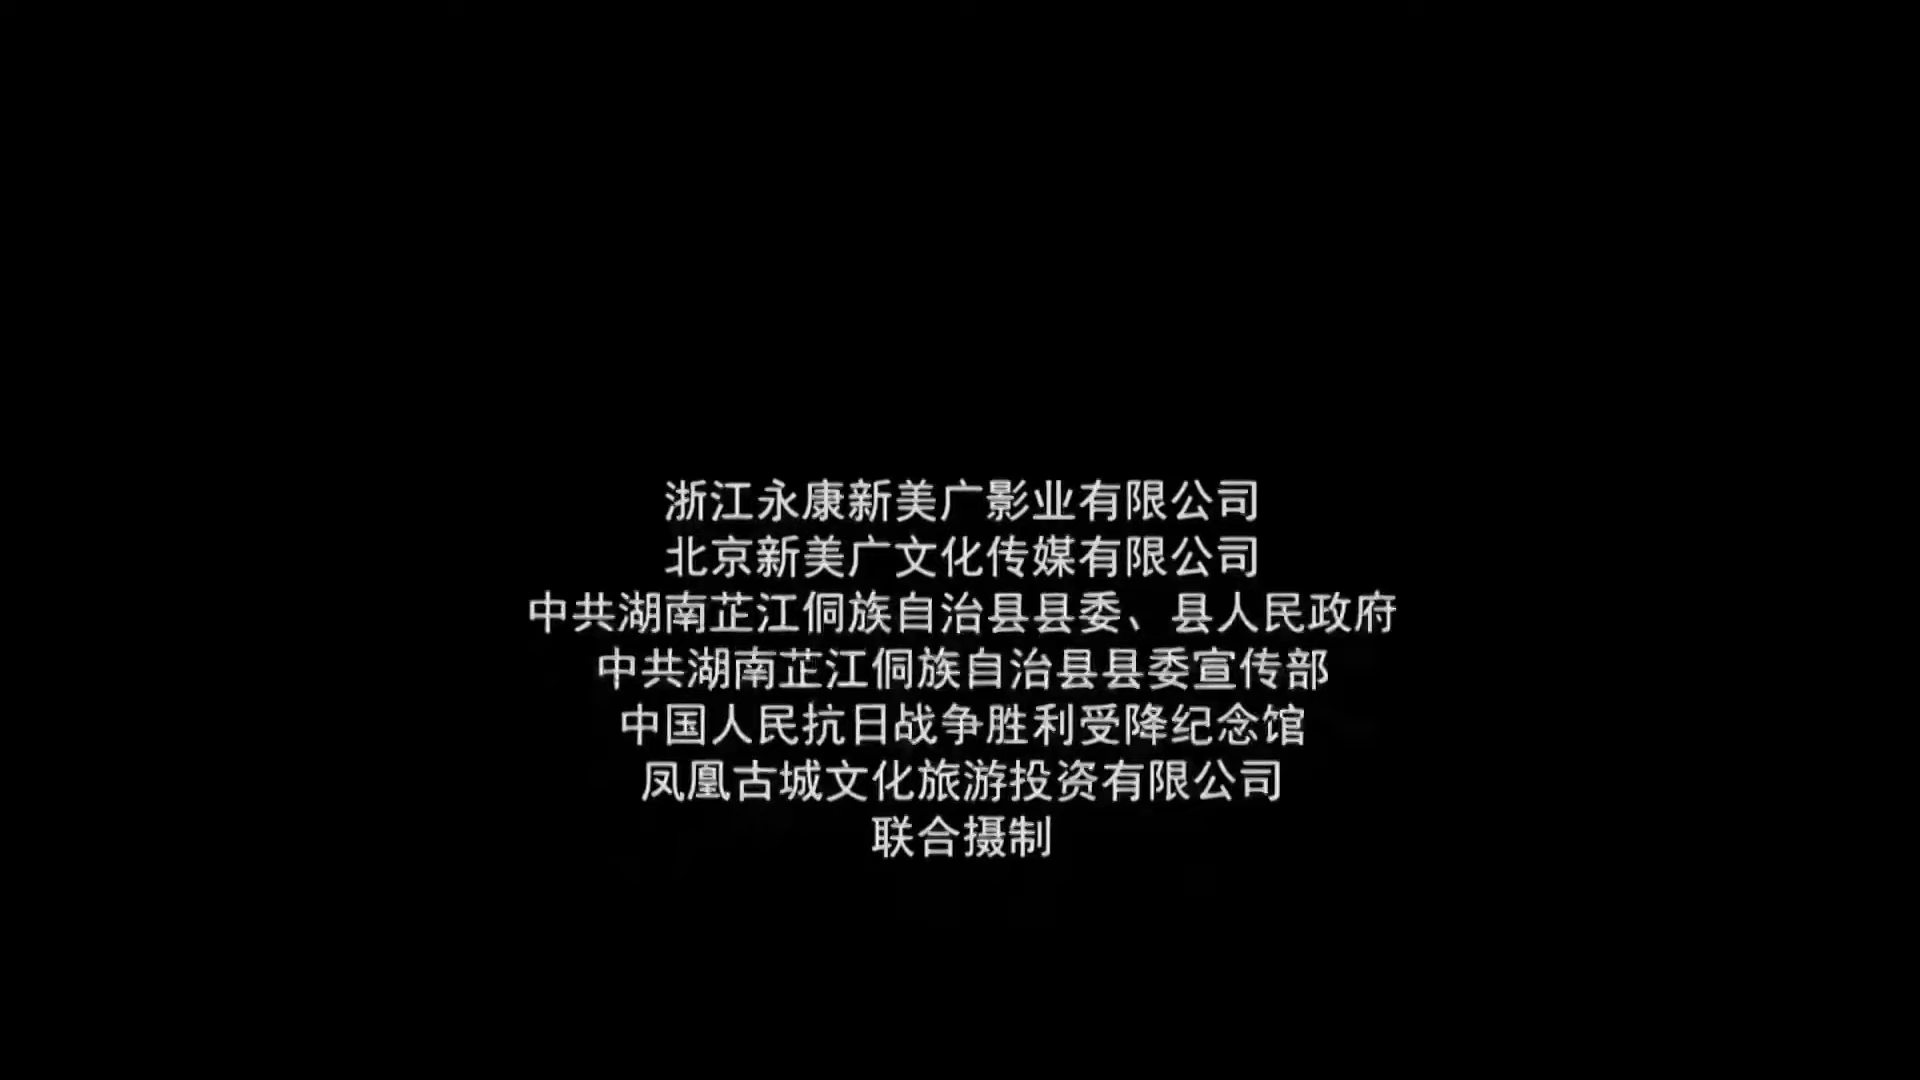 浙江永康新美广影业有限公司
北京新美广文化传媒有限公司
中共湖南芷江侗族自治县县委、县人民政府
中共湖南芷江侗族自治县县委宣传部
中国人民抗日战争胜利受降纪念馆
凤凰古城文化旅游投资有限公司
联合摄制